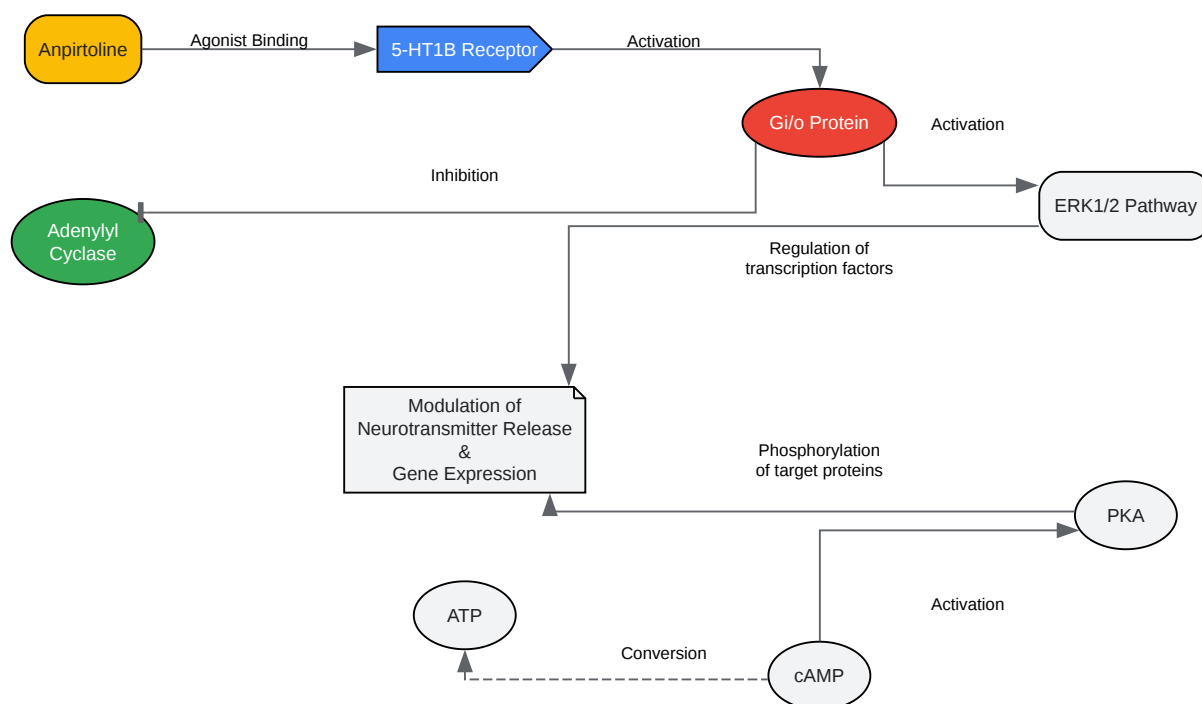 Anpirtoline
Agonist Binding
5-HT1B Receptor
Activation
Gi/o Protein
Activation
Inhibition
ERK1/2 Pathway
Adenylyl
Cyclase
Regulation of
transcription factors
Modulation of
Neurotransmitter Release
&
Gene Expression
Phosphorylation
of target proteins
PKA
ATP
Activation
Conversion
cAMP